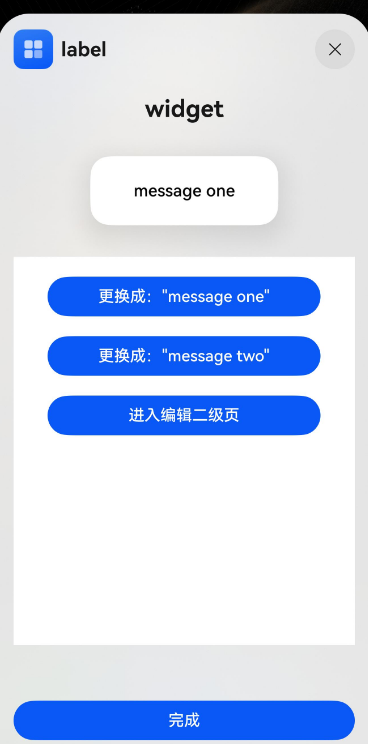 label
widget
message one
更换成："message one"
更换成："message two"
进入编辑二级页
完成